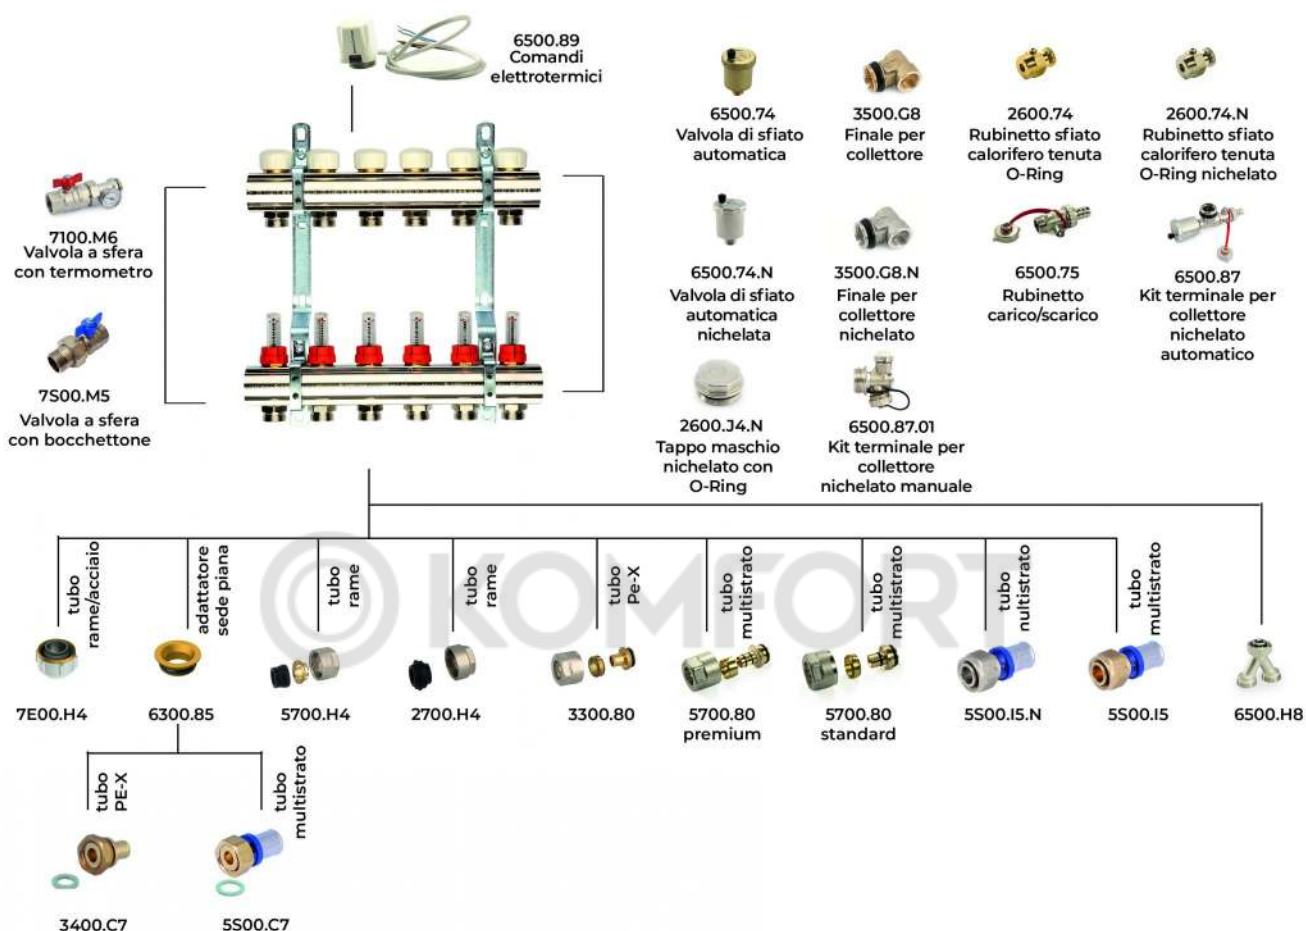 6500.89
Comandi
elettrotermici
7100.M6
Valvola a sfera
con termometro
7S00.M5
Valvola a sfera
con bocchettone
6500.74
Valvola di sfiato
automatica
3500.G8
Finale per
collettore
2600.74
Rubinetto sfiato
calorifero tenuta
O-Ring
2600.74.N
Rubinetto sfiato
calorifero tenuta
O-Ring nichelato
6500.74.N
Valvola di sfiato
automatica
nichelata
3500.G8.N
Finale per
collettore
nichelato
6500.75
Rubinetto
carico/scarico
6500.87
Kit terminale per
collettore
nichelato
automatico
2600.J4.N
Tappo maschio
nichelato con
O-Ring
6500.87.01
Kit terminale per
collettore
nichelato manuale
KOMFORT
tubo
rame/acciaio
7E00.H4
adattatore
sede piana
6300.85
tubo
rame
5700.H4
tubo
rame
2700.H4
tubo
Pe-X
3300.80
tubo
multistrato
5700.80
premium
tubo
multistrato
5700.80
standard
tubo
nultistrato
5S00.I5.N
tubo
multistrato
5S00.I5
6500.H8
tubo
PE-X
3400.C7
tubo
multistrato
5S00.C7